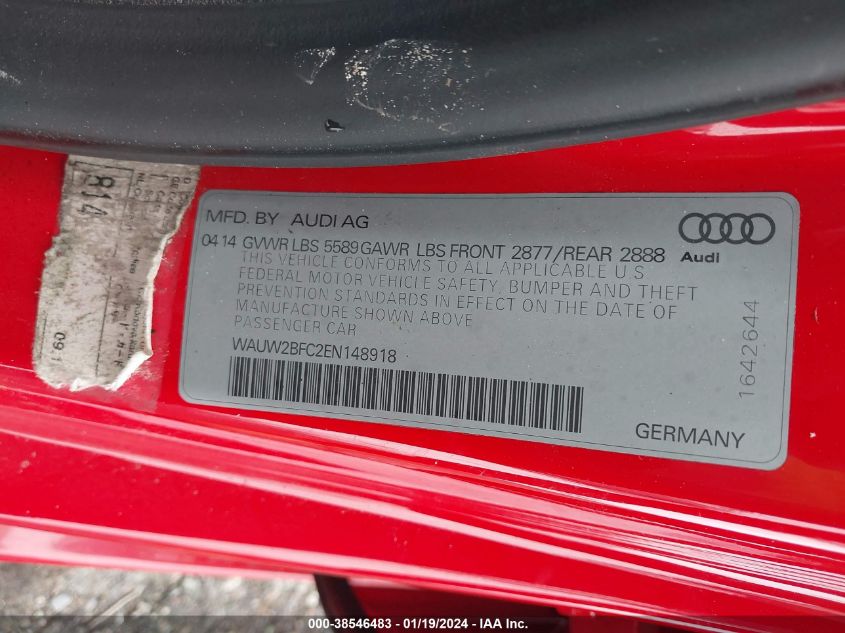 MFD. BY AUDI AG
04 14 GVWR LBS 5589 GAWR LBS FRONT 2877/REAR 2888
THIS VEHICLE CONFORMS TO ALL APPLICABLE U S
FEDERAL MOTOR VEHICLE SAFETY, BUMPER AND THEFT
PREVENTION STANDARDS IN EFFECT ON THE DATE OF
MANUFACTURE SHOWN ABOVE
PASSENGER CAR
WAUW2BFC2EN148918
Audi
1642644
GERMANY
814
000-38546483 - 01/19/2024 - IAA Inc.